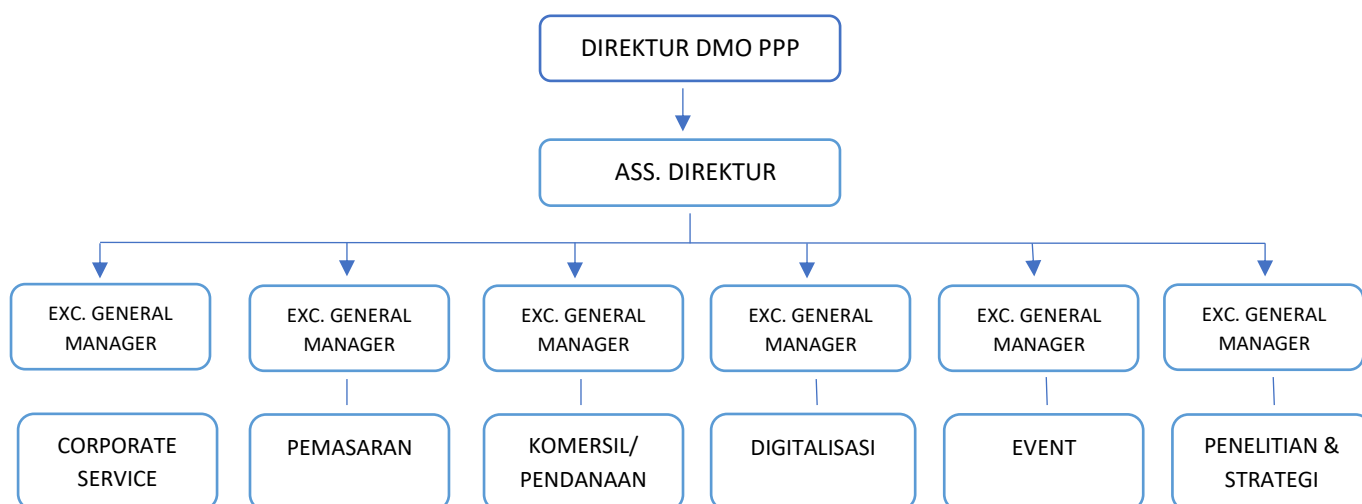 DIREKTUR DMO PPP
ASS. DIREKTUR
EXC. GENERAL
MANAGER
EXC. GENERAL
MANAGER
EXC. GENERAL
MANAGER
EXC. GENERAL
MANAGER
EXC. GENERAL
MANAGER
EXC. GENERAL
MANAGER
CORPORATE
SERVICE
PEMASARAN
KOMERSIL/
PENDANAAN
DIGITALISASI
EVENT
PENELITIAN &
STRATEGI